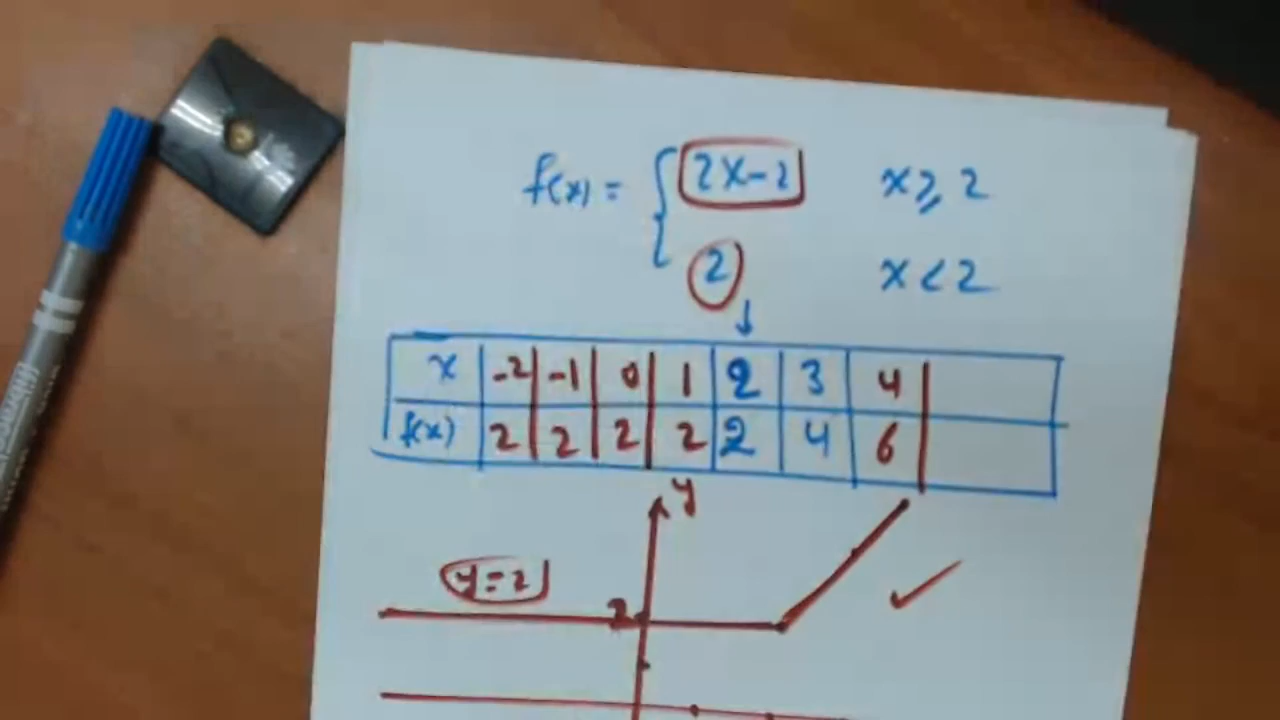 f(x) = { 2x-2 x ≥ 2
2 x < 2
↓
x -2 -1 0 1 2 3 4
f(x) 2 2 2 2 2 4 6
y
y = 2
2